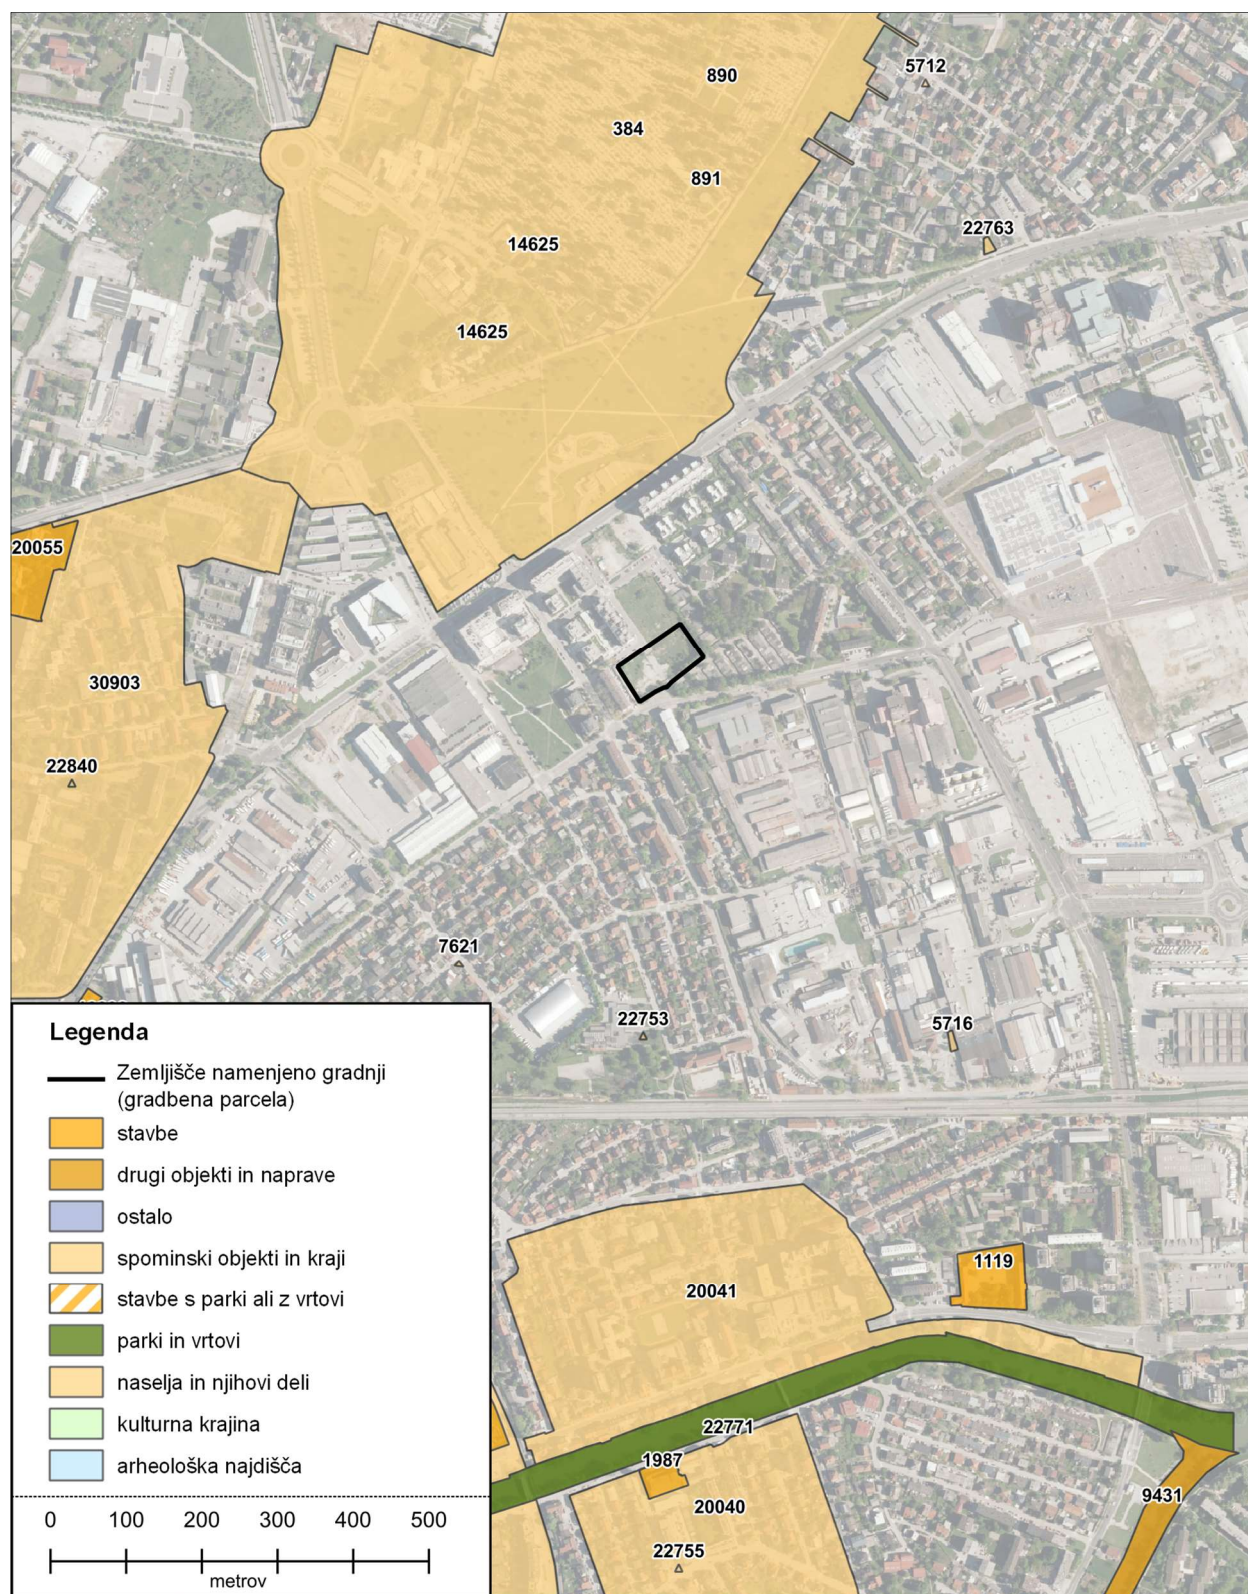 890
5712
384
891
22763
14625
14625
20055
30903
22840
7621
22753
5716
Legenda
Zemljišče namenjeno gradnji
(gradbena parcela)
stavbe
drugi objekti in naprave
ostalo
spominski objekti in kraji
stavbe s parki ali z vrtovi
parki in vrtovi
naselja in njihovi deli
kulturna krajina
arheološka najdišča
0 100 200 300 400 500
metrov
1119
20041
22771
1987
9431
20040
22755